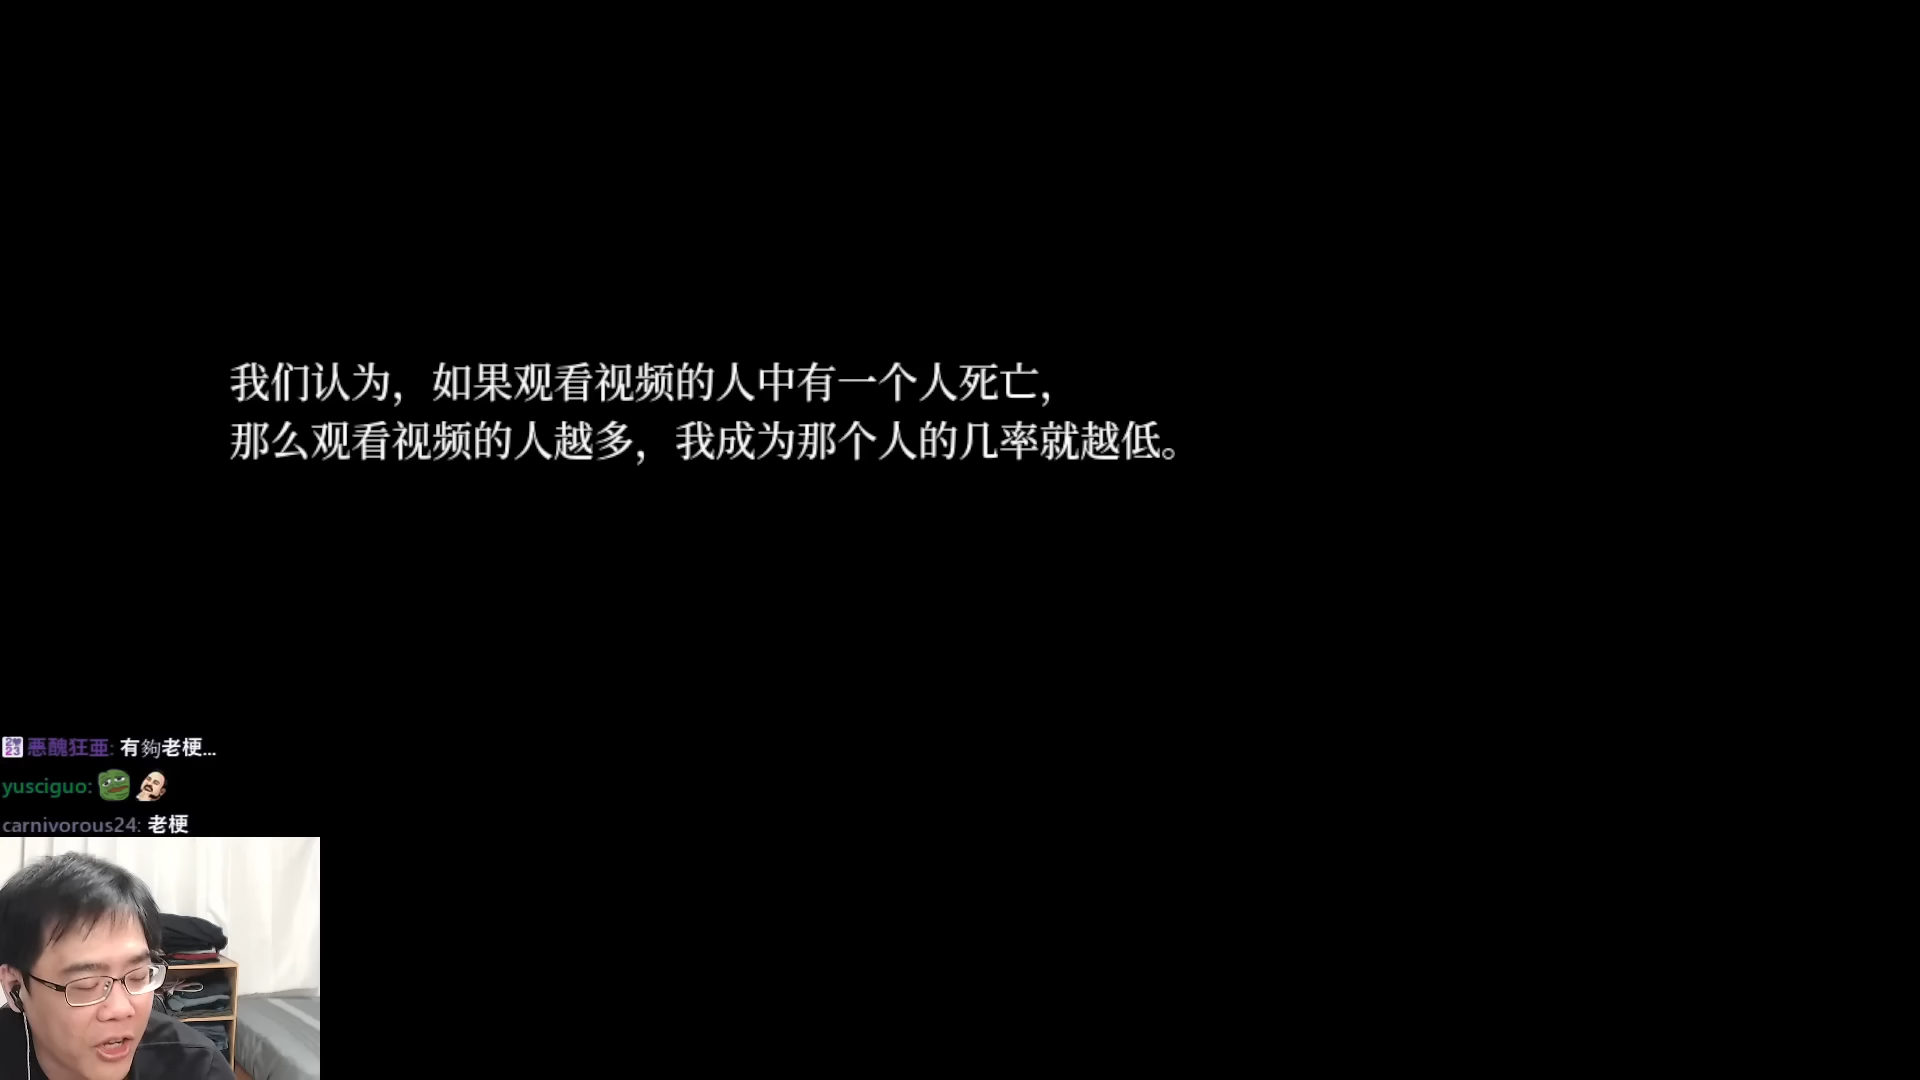 我们认为，如果观看视频的人中有一个人死亡，
那么观看视频的人越多，我成为那个人的几率就越低。
悪醜狂亜: 有夠老梗...
yusciguo:
carnivorous24: 老梗